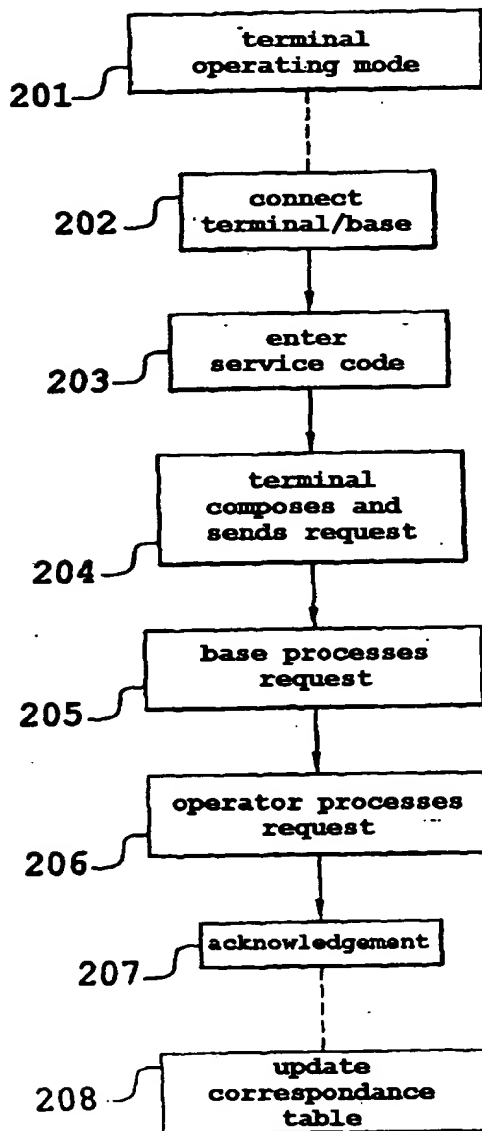 terminal
operating mode
201
connect
terminal/base
202
enter
service code
203
terminal
composes and
sends request
204
base processes
request
205
operator processes
request
206
acknowledgement
207
update
correspondance
table
208